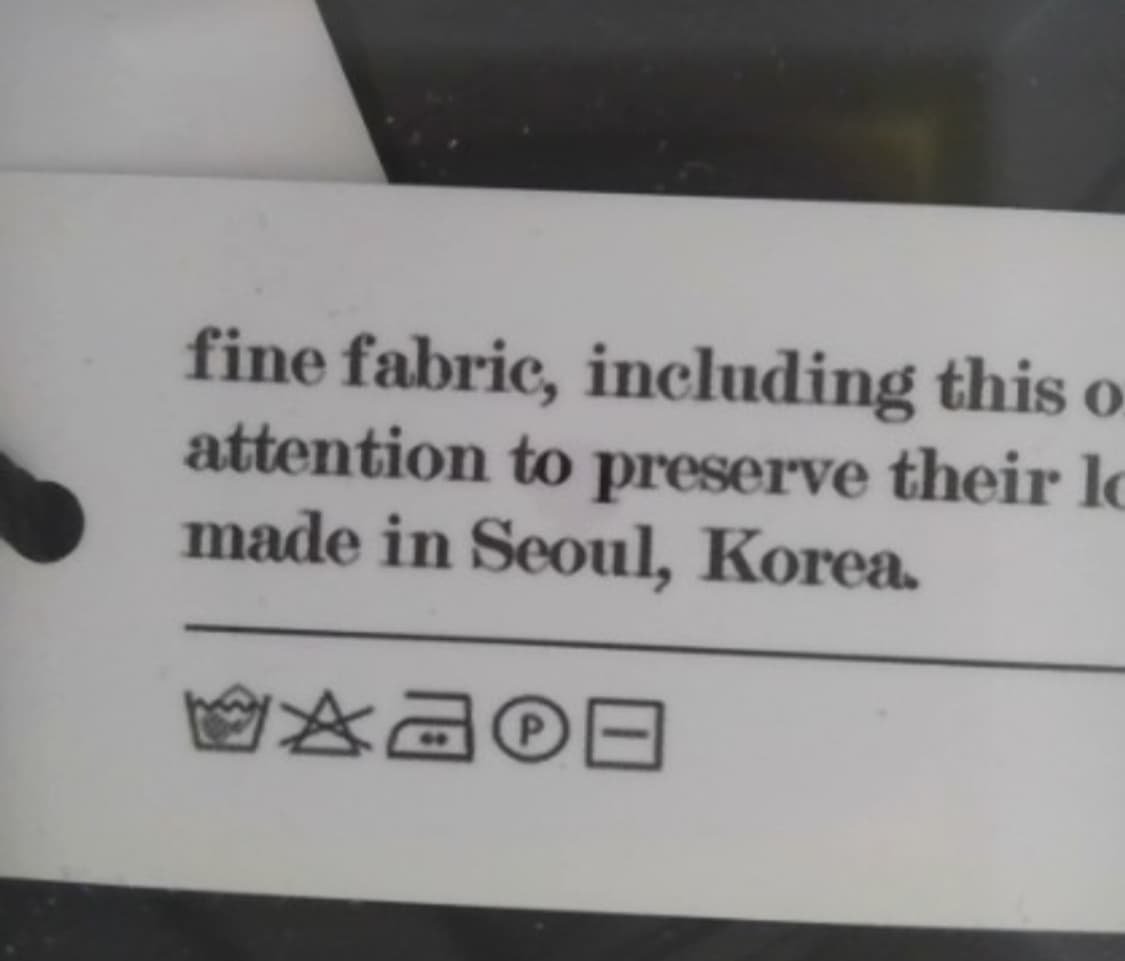 fine fabric, including this
attention to preserve their
made in Seoul, Korea.
P